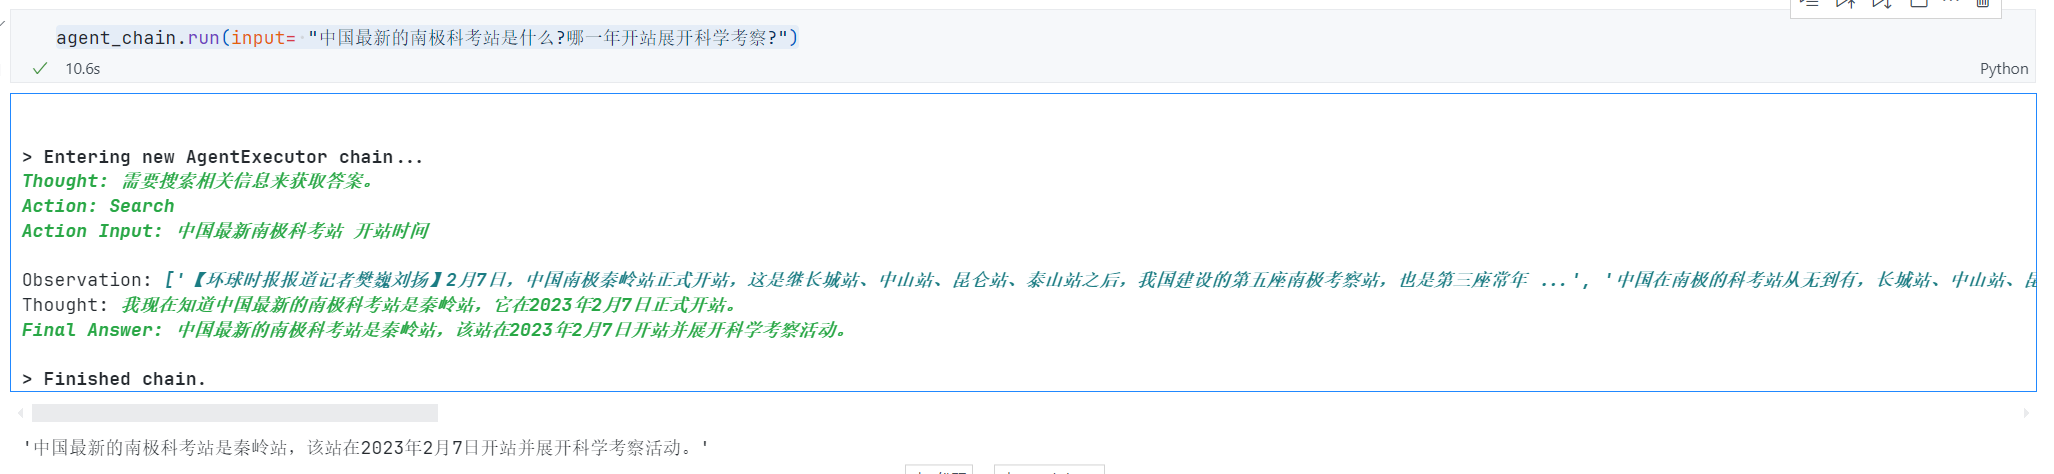 agent_chain.run(input= "中国最新的南极科考站是什么?哪一年开站展开科学考察?")
10.6s
Python
> Entering new AgentExecutor chain...
Thought: 需要搜索相关信息来获取答案。
Action: Search
Action Input: 中国最新南极科考站 开站时间
Observation: ['【环球时报报道记者樊巍刘扬】2月7日，中国南极秦岭站正式开站，这是继长城站、中山站、昆仑站、泰山站之后，我国建设的第五座南极考察站，也是第三座常年 ...', '中国在南极的科考站从无到有，长城站、中山站、昆
Thought: 我现在知道中国最新的南极科考站是秦岭站，它在2023年2月7日正式开站。
Final Answer: 中国最新的南极科考站是秦岭站，该站在2023年2月7日开站并展开科学考察活动。
> Finished chain.
'中国最新的南极科考站是秦岭站，该站在2023年2月7日开站并展开科学考察活动。'